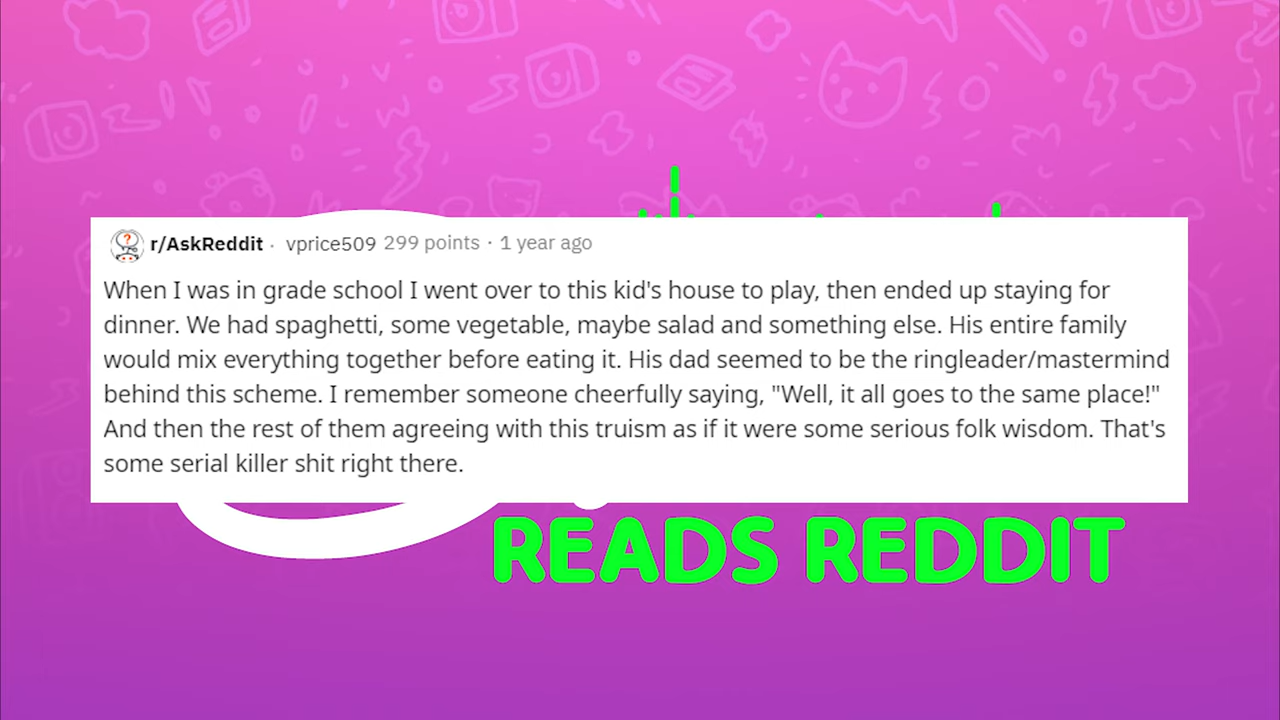 r/AskReddit · vprice509 299 points · 1 year ago
When I was in grade school I went over to this kid's house to play, then ended up staying for
dinner. We had spaghetti, some vegetable, maybe salad and something else. His entire family
would mix everything together before eating it. His dad seemed to be the ringleader/mastermind
behind this scheme. I remember someone cheerfully saying, "Well, it all goes to the same place!"
And then the rest of them agreeing with this truism as if it were some serious folk wisdom. That's
some serial killer shit right there.
READS REDDIT